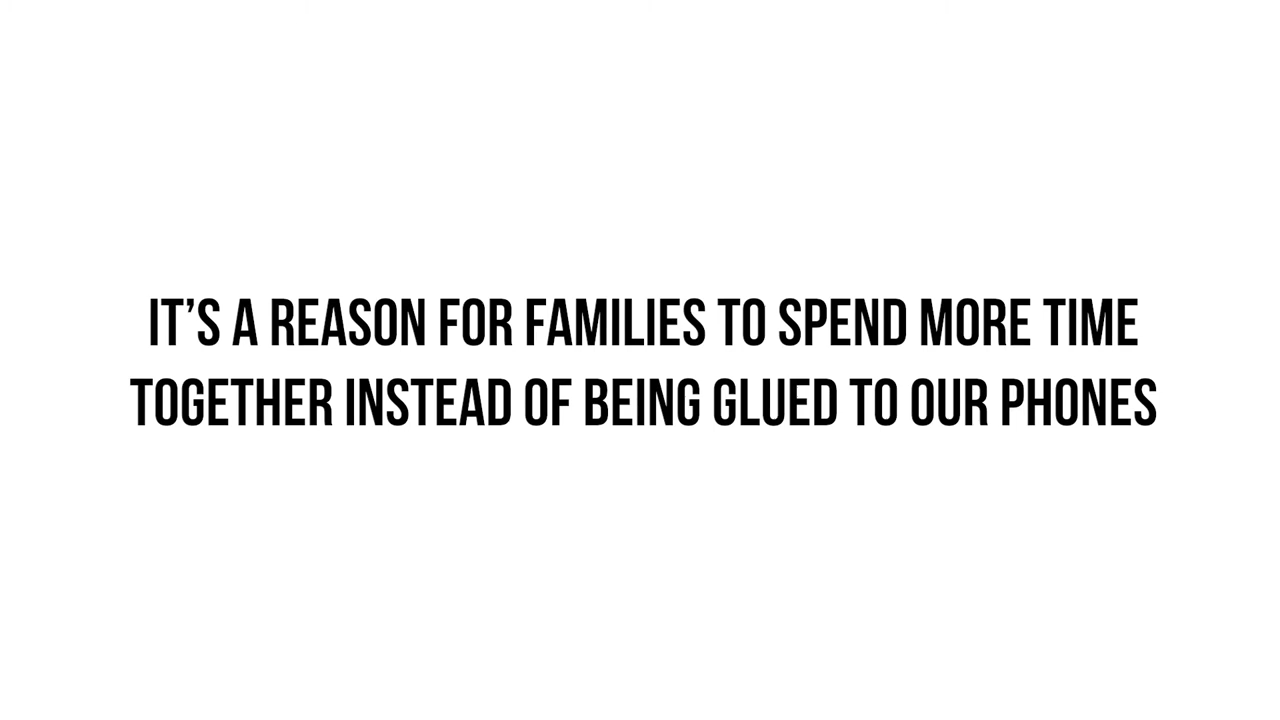 IT’S A REASON FOR FAMILIES TO SPEND MORE TIME
TOGETHER INSTEAD OF BEING GLUED TO OUR PHONES